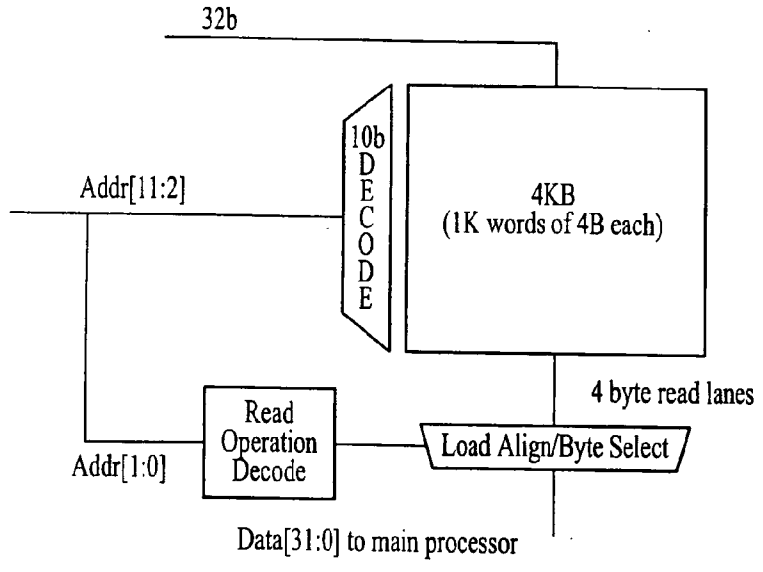 32b
10b
D
E
C
O
D
E
Addr[11:2]
4KB
(1K words of 4B each)
4 byte read lanes
Read
Operation
Decode
Load Align/Byte Select
Addr[1:0]
Data[31:0] to main processor